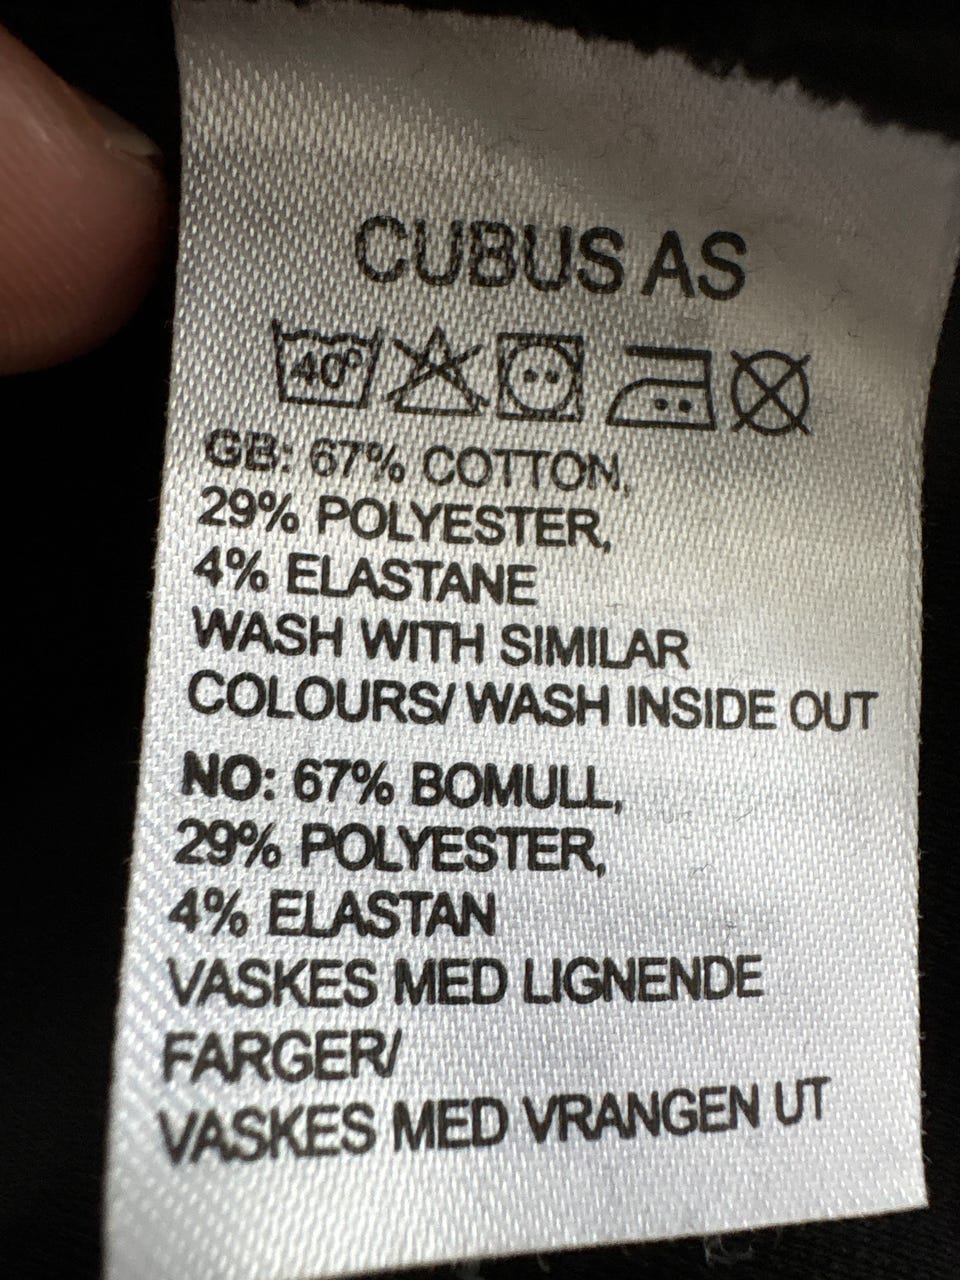 CUBUS AS
40°
GB: 67% COTTON,
29% POLYESTER,
4% ELASTANE
WASH WITH SIMILAR
COLOURS/ WASH INSIDE OUT
NO: 67% BOMULL,
29% POLYESTER,
4% ELASTAN
VASKES MED LIGNENDE
FARGER/
VASKES MED VRANGEN UT